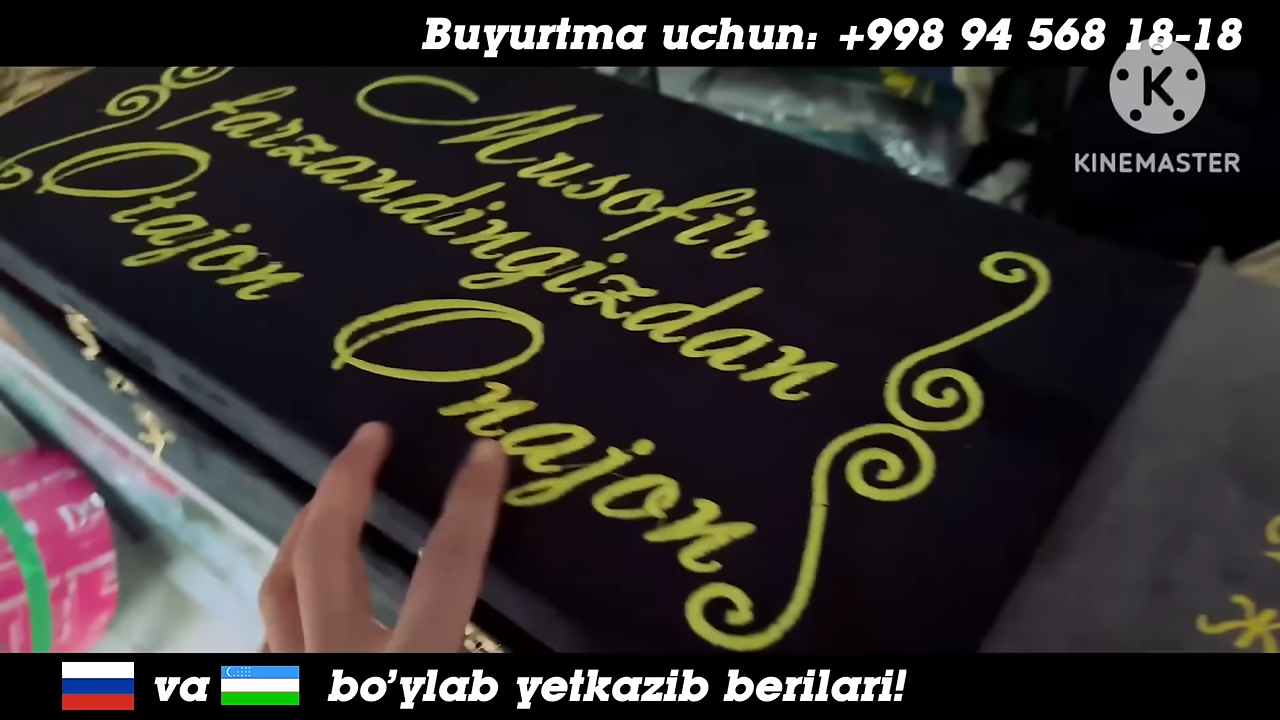 Buyurtma uchun: +998 94 568 18-18
K
KINEMASTER
Musofir
farzandingizdan
Otajon
Onajon
va bo'ylab yetkazib berilari!